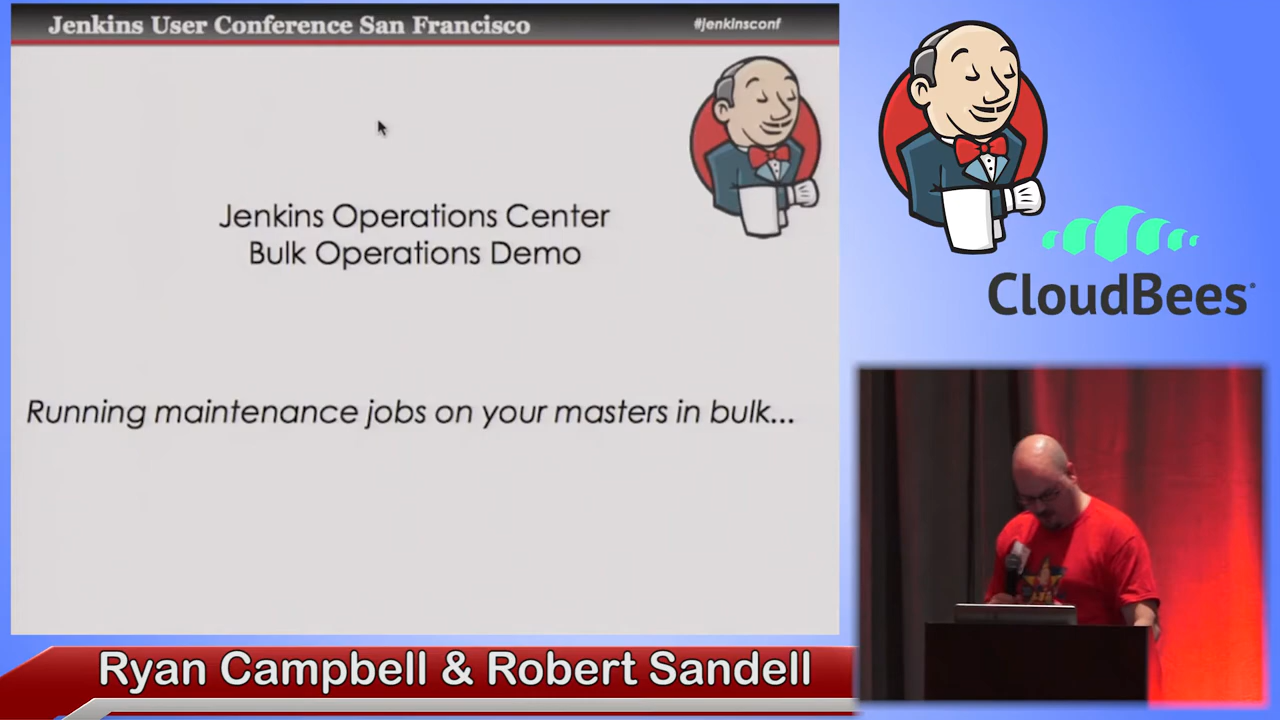 Jenkins User Conference San Francisco
#jenkinsconf
Jenkins Operations Center
Bulk Operations Demo
Running maintenance jobs on your masters in bulk...
CloudBees
Ryan Campbell & Robert Sandell